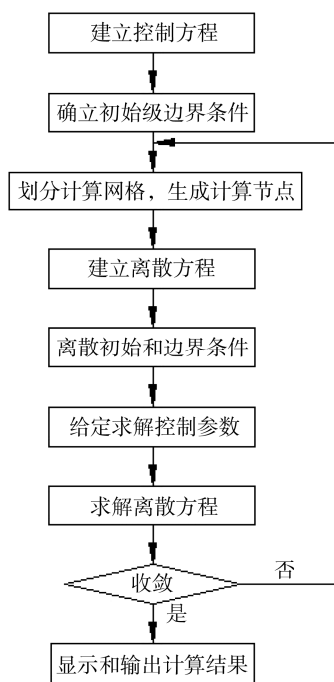 建立控制方程
确立初始级边界条件
划分计算网格，生成计算节点
建立离散方程
离散初始和边界条件
给定求解控制参数
求解离散方程
收敛
否
是
显示和输出计算结果